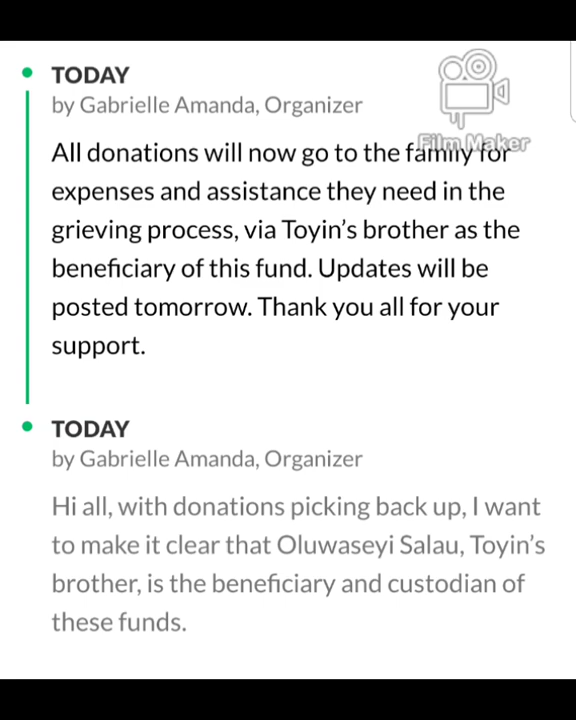 TODAY
by Gabrielle Amanda, Organizer
Film Maker
All donations will now go to the family for
expenses and assistance they need in the
grieving process, via Toyin’s brother as the
beneficiary of this fund. Updates will be
posted tomorrow. Thank you all for your
support.
TODAY
by Gabrielle Amanda, Organizer
Hi all, with donations picking back up, I want
to make it clear that Oluwaseyi Salau, Toyin’s
brother, is the beneficiary and custodian of
these funds.